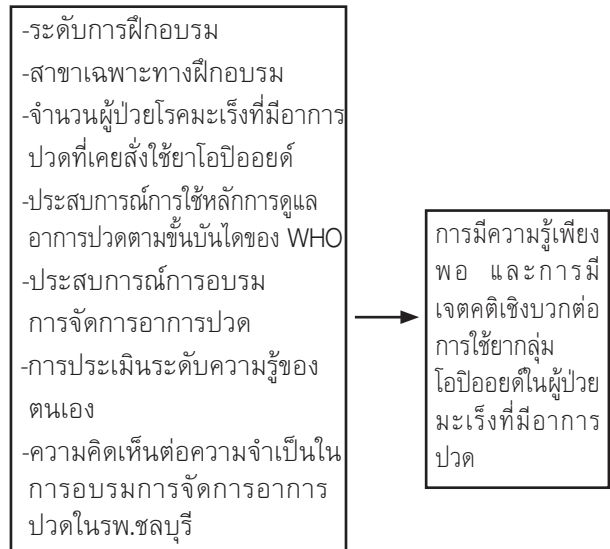 -ระดับการฝึกอบรม
-สาขาเฉพาะทางฝึกอบรม
-จำนวนผู้ป่วยโรคมะเร็งที่มีอาการ
ปวดที่เคยสั่งใช้ยาโอปิออยด์
-ประสบการณ์การใช้หลักการดูแล
อาการปวดตามขั้นบันไดของ WHO
-ประสบการณ์การอบรม
การจัดการอาการปวด
-การประเมินระดับความรู้ของ
ตนเอง
-ความคิดเห็นต่อความจำเป็นใน
การอบรมการจัดการอาการ
ปวดในรพ.ชลบุรี
การมีความรู้เพียง
พอ และการมี
เจตคติเชิงบวกต่อ
การใช้ยากลุ่ม
โอปิออยด์ในผู้ป่วย
มะเร็งที่มีอาการ
ปวด